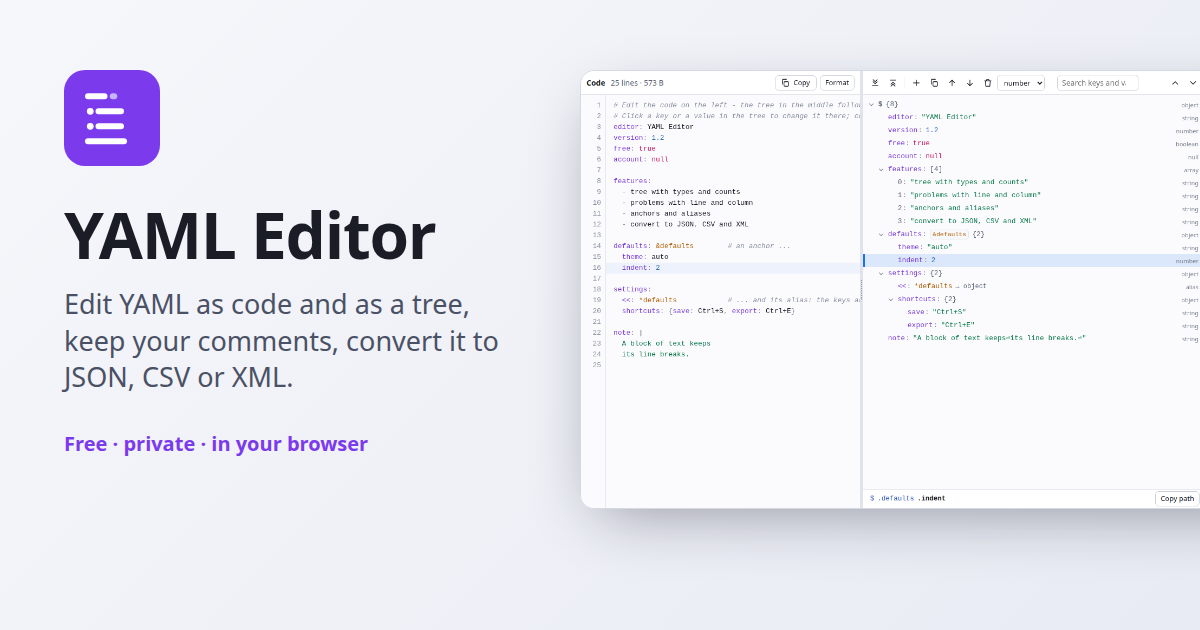 YAML Editor
Edit YAML as code and as a tree,
keep your comments, convert it to
JSON, CSV or XML.
Free · private · in your browser
Code 25 lines · 573 B Copy Format
1 # Edit the code on the left - the tree in the middle
2 # Click a key or a value in the tree to change it there;
3 editor: YAML Editor
4 version: 1.2
5 free: true
6 account: null
7
8 features:
9 - tree with types and counts
10 - problems with line and column
11 - anchors and aliases
12 - convert to JSON, CSV and XML
13
14 defaults: &defaults # an anchor ...
15 theme: auto
16 indent: 2
17
18 settings:
19 <<: *defaults # ... and its alias: the keys
20 shortcuts: {save: Ctrl+S, export: Ctrl+E}
21
22 note: |
23 A block of text keeps
24 its line breaks.
25
number Search keys and
$ {8} object
editor: "YAML Editor" string
version: 1.2 number
free: true boolean
account: null null
features: [4] array
0: "tree with types and counts" string
1: "problems with line and column" string
2: "anchors and aliases" string
3: "convert to JSON, CSV and XML" string
defaults: &defaults {2} object
theme: "auto" string
indent: 2 number
settings: {2} object
<<: *defaults → object alias
shortcuts: {2} object
save: "Ctrl+S" string
export: "Ctrl+E" string
note: "A block of text keeps⏎its line breaks.⏎" string
$ .defaults .indent Copy path